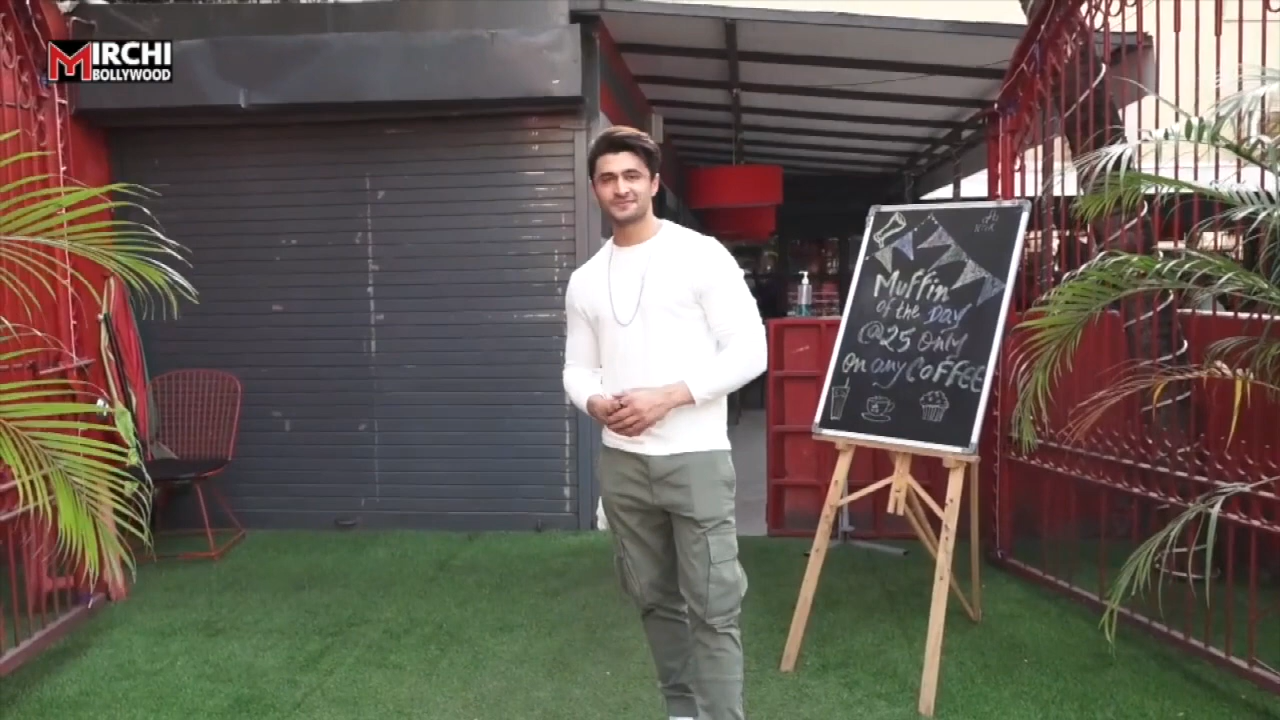 MIRCHI
BOLLYWOOD
Muffin
of the Day
@25 only
on any COFFEE